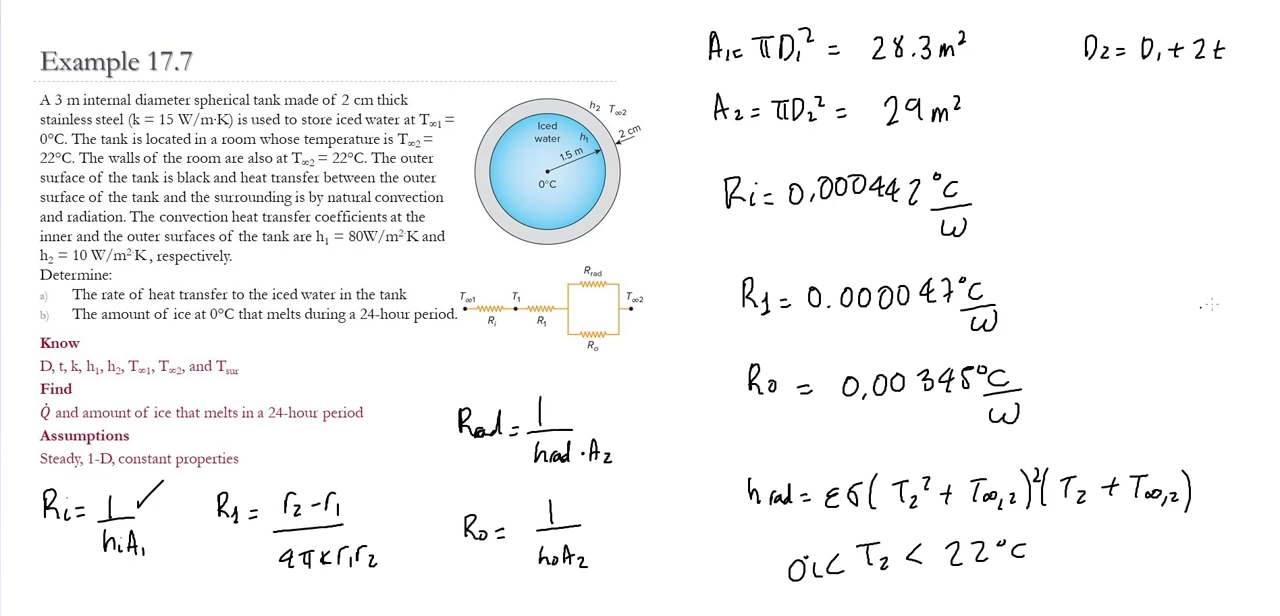 Example 17.7
A 3 m internal diameter spherical tank made of 2 cm thick
stainless steel (k = 15 W/m·K) is used to store iced water at T∞1 =
0°C. The tank is located in a room whose temperature is T∞2 =
22°C. The walls of the room are also at T∞2 = 22°C. The outer
surface of the tank is black and heat transfer between the outer
surface of the tank and the surrounding is by natural convection
and radiation. The convection heat transfer coefficients at the
inner and the outer surfaces of the tank are h1 = 80W/m²·K and
h2 = 10 W/m²·K, respectively.
Determine:
a) The rate of heat transfer to the iced water in the tank
b) The amount of ice at 0°C that melts during a 24-hour period.
Know
D, t, k, h1, h2, T∞1, T∞2, and Tsur
Find
Q̇ and amount of ice that melts in a 24-hour period
Assumptions
Steady, 1-D, constant properties
Ri = 1 / hiA1 ✓
R1 = r2 - r1 / 4πKr1r2
h2 T∞2
Iced
water h1
2 cm
1.5 m
0°C
Rrad
T∞1 T1 T∞2
Ri R1
Ro
Rrad = 1 / hrad · A2
Ro = 1 / hoA2
A1 = πD1² = 28.3 m²
D2 = D1 + 2t
A2 = πD2² = 29 m²
Ri = 0,000442 °C/W
R1 = 0.000047 °C/W
Ro = 0,00345 °C/W
hrad = εσ(T2² + T∞,2)²(T2 + T∞,2)
< T2 < 22°C